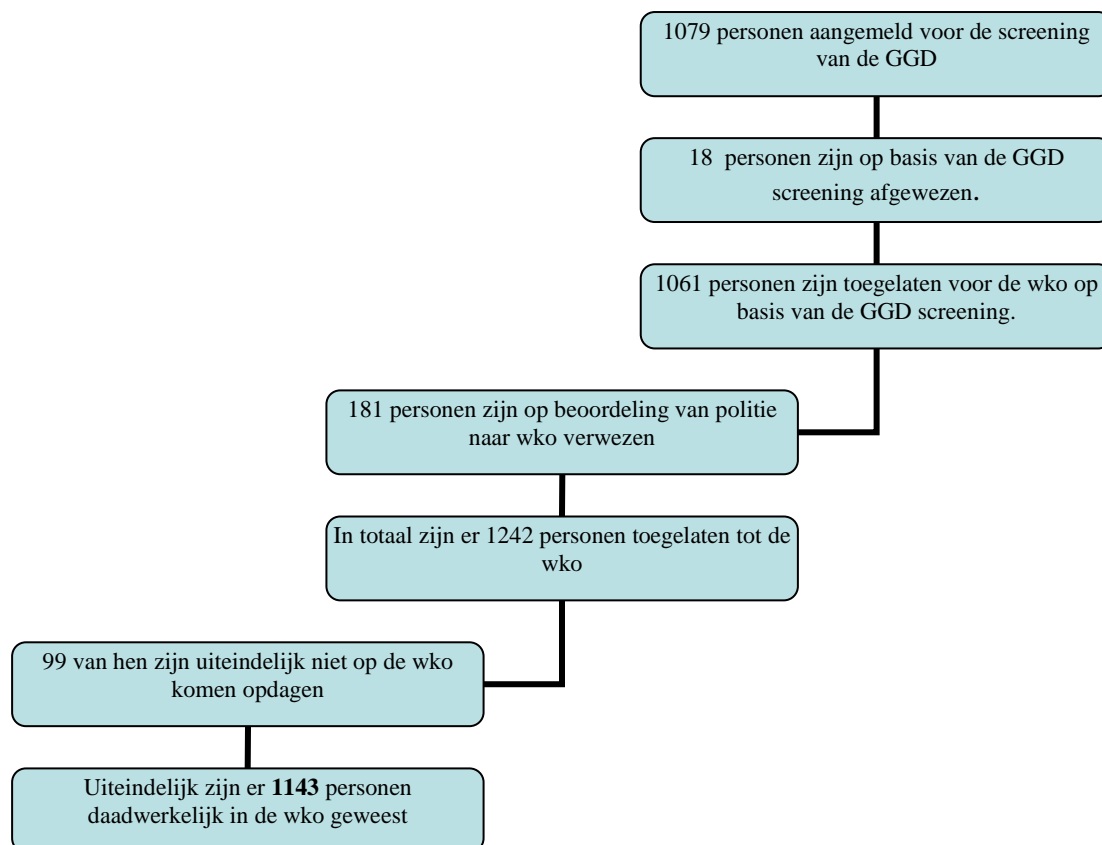 1079 personen aangemeld voor de screening
van de GGD
18 personen zijn op basis van de GGD
screening afgewezen.
1061 personen zijn toegelaten voor de wko op
basis van de GGD screening.
181 personen zijn op beoordeling van politie
naar wko verwezen
In totaal zijn er 1242 personen toegelaten tot de
wko
99 van hen zijn uiteindelijk niet op de wko
komen opdagen
Uiteindelijk zijn er 1143 personen
daadwerkelijk in de wko geweest